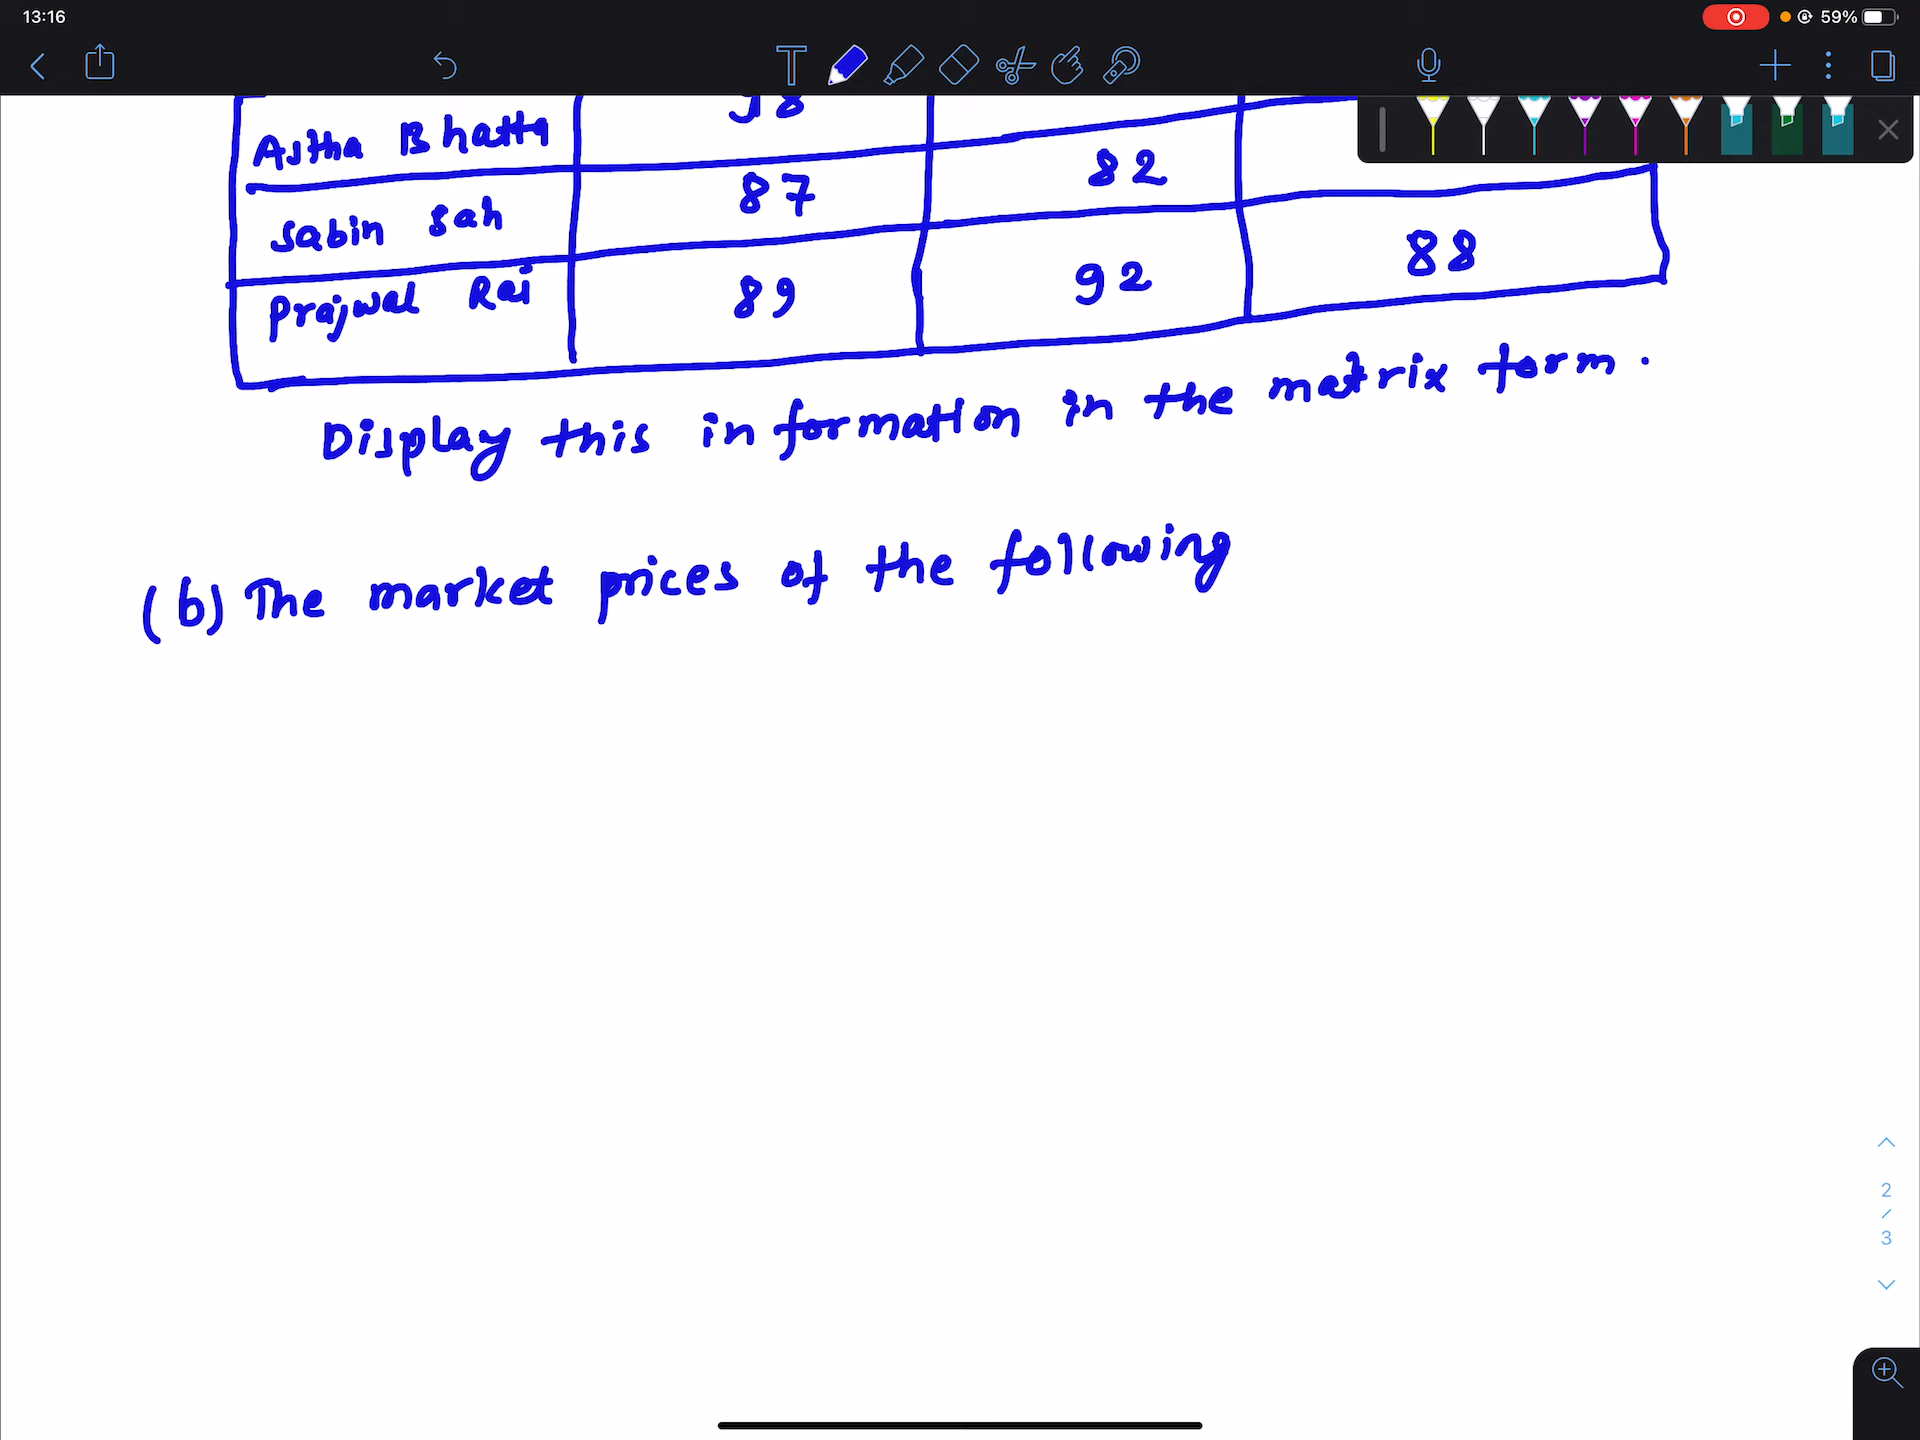 13:16
59%
Astha Bhatta
Sabin Sah 87 82
Prajwal Rai 89 92 88
Display this information in the matrix form.
(b) The market prices of the following
2
3